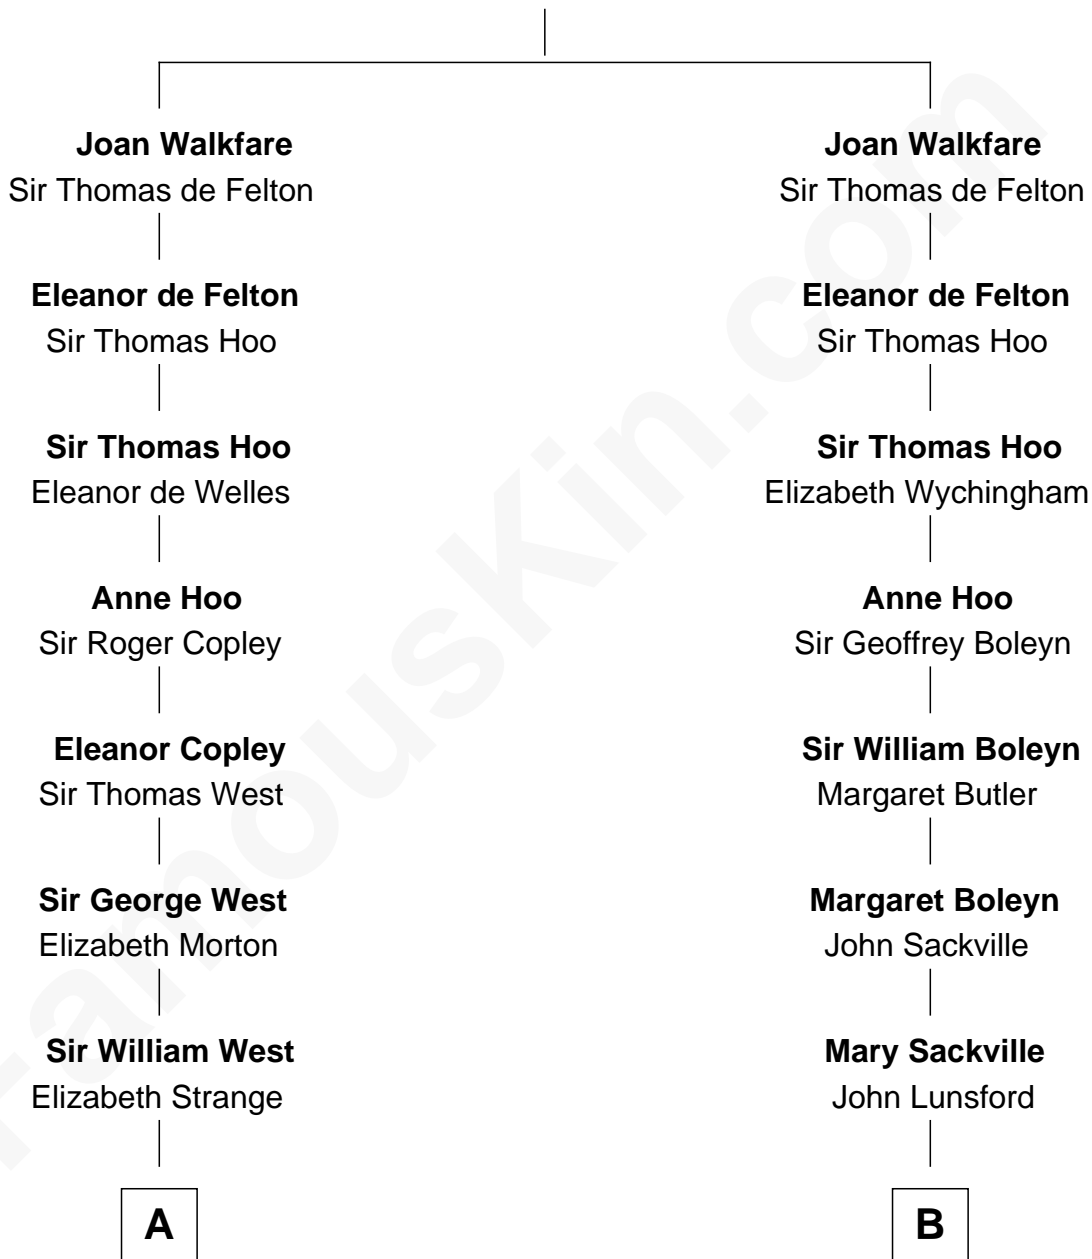 Joan Walkfare
Sir Thomas de Felton
Eleanor de Felton
Sir Thomas Hoo
Sir Thomas Hoo
Eleanor de Welles
Anne Hoo
Sir Roger Copley
Eleanor Copley
Sir Thomas West
Sir George West
Elizabeth Morton
Sir William West
Elizabeth Strange
A
Joan Walkfare
Sir Thomas de Felton
Eleanor de Felton
Sir Thomas Hoo
Sir Thomas Hoo
Elizabeth Wychingham
Anne Hoo
Sir Geoffrey Boleyn
Sir William Boleyn
Margaret Butler
Margaret Boleyn
John Sackville
Mary Sackville
John Lunsford
B
FamousKin.com